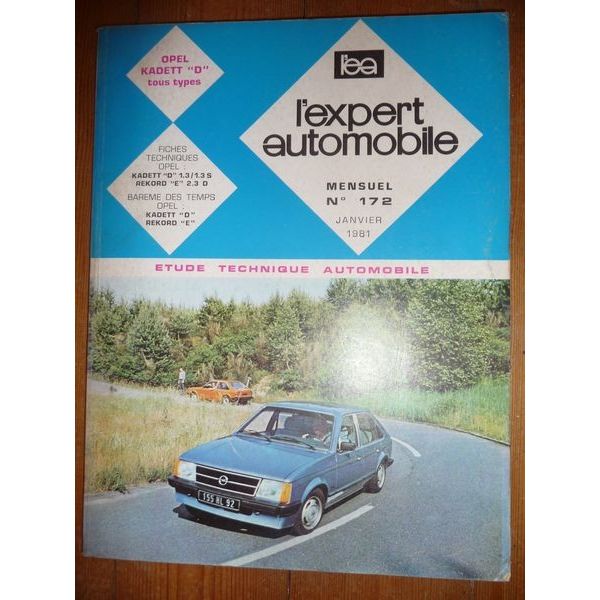 OPEL
KADETT "D"
tous types
l'ea
l'expert
automobile
MENSUEL
N° 172
JANVIER
1981
FICHES
TECHNIQUES
OPEL :
KADETT "D" 1.3/1.3 S
REKORD "E" 2.3 D
BAREME DES TEMPS
OPEL :
KADETT "D"
REKORD "E"
ETUDE TECHNIQUE AUTOMOBILE
155 HL 92